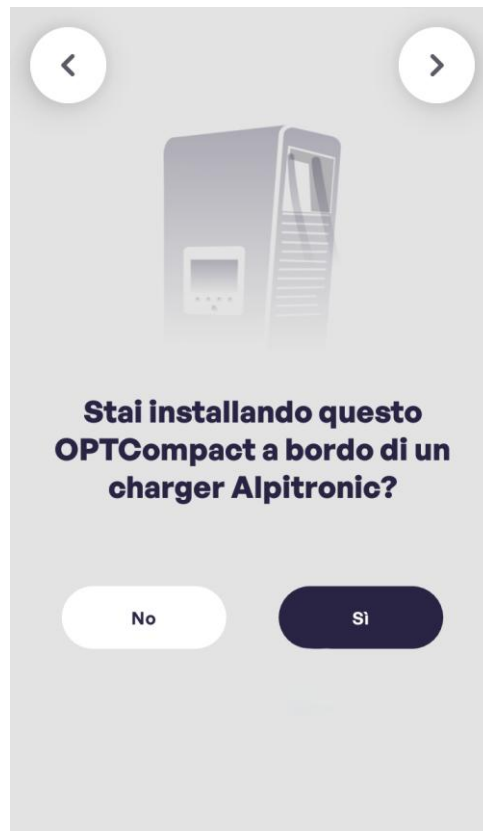 Stai installando questo
OPTCompact a bordo di un
charger Alpitronic?
No
Sì